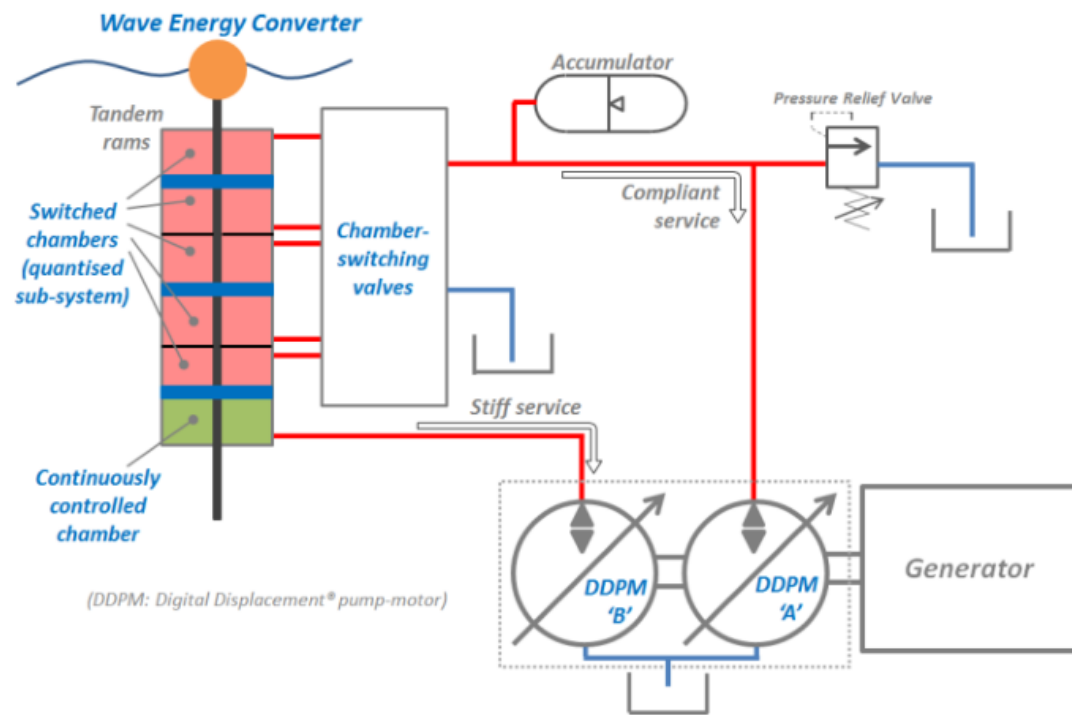 Wave Energy Converter
Accumulator
Pressure Relief Valve
Tandem
rams
Compliant
service
Switched
chambers
(quantised
sub-system)
Chamber-
switching
valves
Stiff service
Continuously
controlled
chamber
Generator
DDPM
'B'
DDPM
'A'
(DDPM: Digital Displacement® pump-motor)